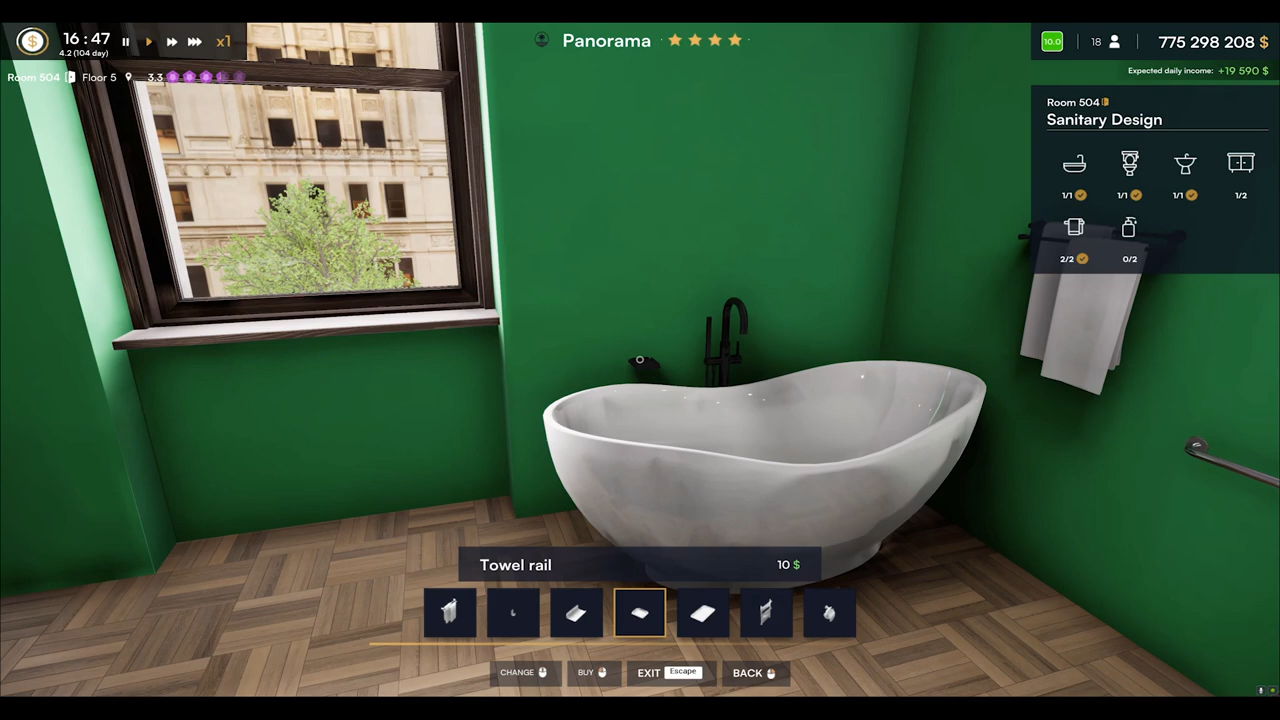 16:47
x1
4.2 (104 day)
Room 504
Floor 5
3.3
Panorama
10.0
18
775 298 208 $
Expected daily income: +19 590 $
Room 504
Sanitary Design
1/1
1/1
1/1
1/2
2/2
0/2
Towel rail
10 $
CHANGE
BUY
EXIT
Escape
BACK